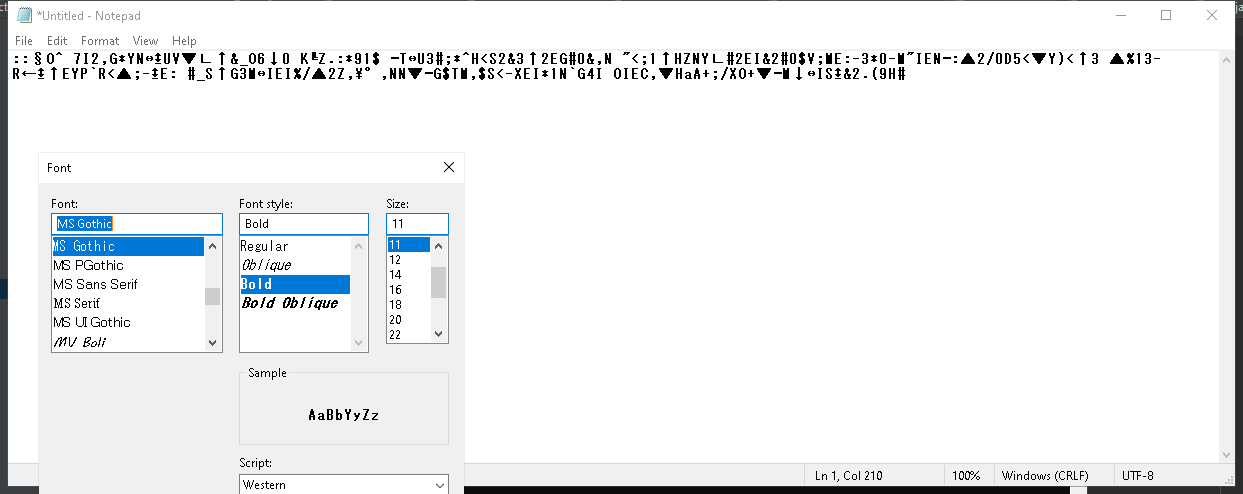 *Untitled - Notepad
File Edit Format View Help
::§O^ 7I2,G*YN↔±UV▼∟↑&_O6↓O K▘Z.:*91$ -T↔U3#;*^H<S2&3↑2EG#O&,N "<;1↑HZNY∟#2EI&2#O$V;ME:-3*O-M"IEN-:▲2/OD5<▼Y)<↑3 ▲%13-
R←±↑EYP`R<▲;-±E: #_S↑G3M↔IEI%/▲2Z,¥° ,NN▼-G$TM,$S<-XEI*1N`G4I OIEC,▼HaA+;/XO+▼-M↓↔IS±&2.(9H#
Font
Font: Font style: Size:
MS Gothic Bold 11
MS Gothic Regular 11
MS PGothic Oblique 12
MS Sans Serif Bold 14
MS Serif Bold Oblique 16
MS UI Gothic 18
MV Boli 20
22
Sample
AaBbYyZz
Script:
Western
Ln 1, Col 210 100% Windows (CRLF) UTF-8